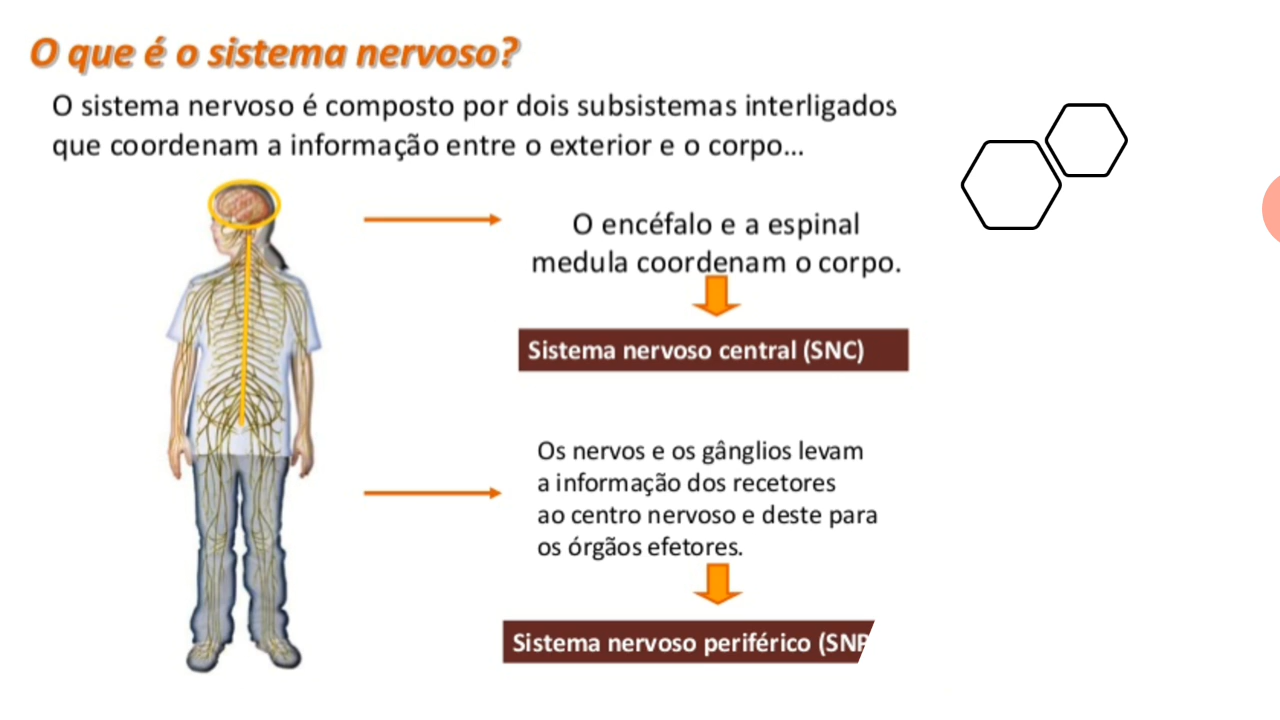 O que é o sistema nervoso?
O sistema nervoso é composto por dois subsistemas interligados
que coordenam a informação entre o exterior e o corpo...
O encéfalo e a espinal
medula coordenam o corpo.
Sistema nervoso central (SNC)
Os nervos e os gânglios levam
a informação dos recetores
ao centro nervoso e deste para
os órgãos efetores.
Sistema nervoso periférico (SNP